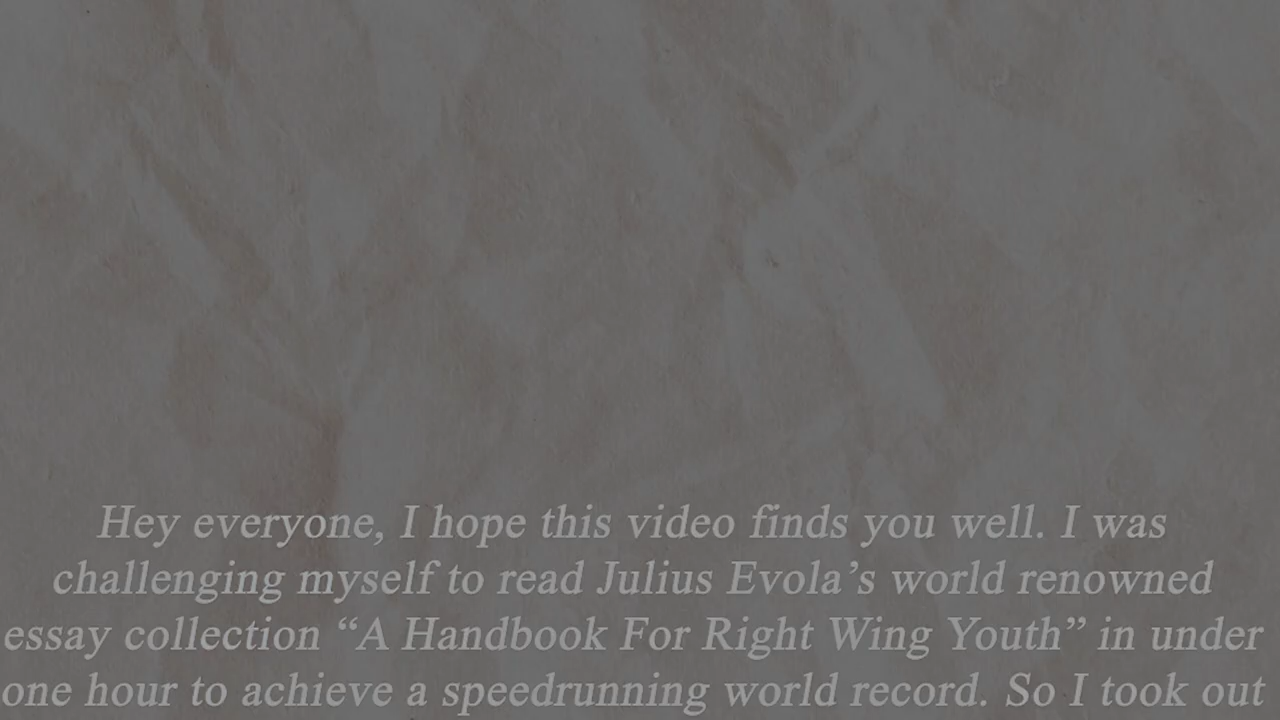 Hey everyone, I hope this video finds you well. I was
challenging myself to read Julius Evola’s world renowned
essay collection “A Handbook For Right Wing Youth” in under
one hour to achieve a speedrunning world record. So I took out